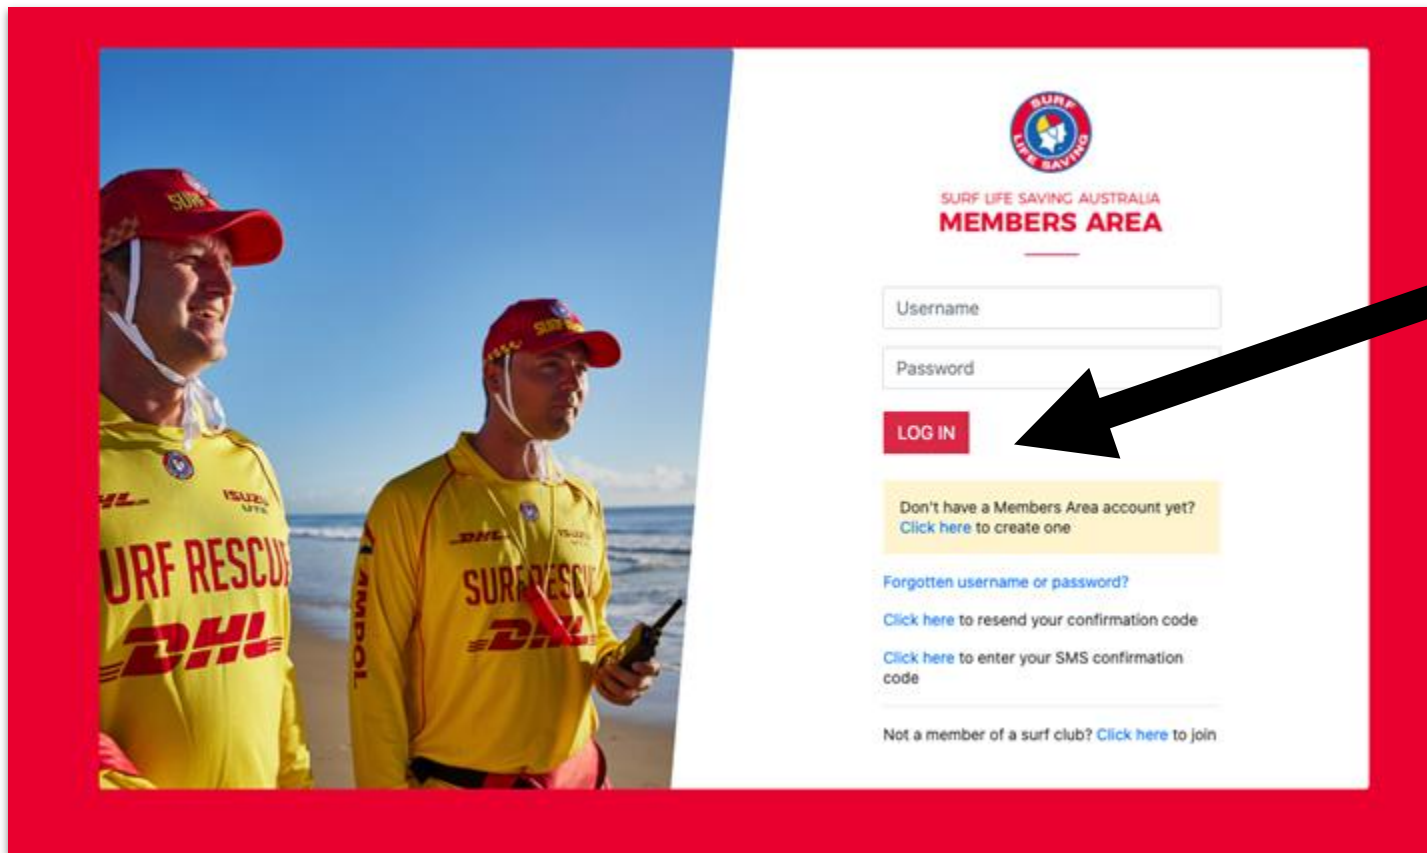 SURF
LIFE SAVING
SURF LIFE SAVING AUSTRALIA
MEMBERS AREA
Username
Password
LOG IN
Don't have a Members Area account yet?
Click here to create one
Forgotten username or password?
Click here to resend your confirmation code
Click here to enter your SMS confirmation
code
Not a member of a surf club? Click here to join
SURF
ISUZU
UTE
URF RESCU
DHL
AMPOL
SURF
DHL
SURF RESCU
DHL